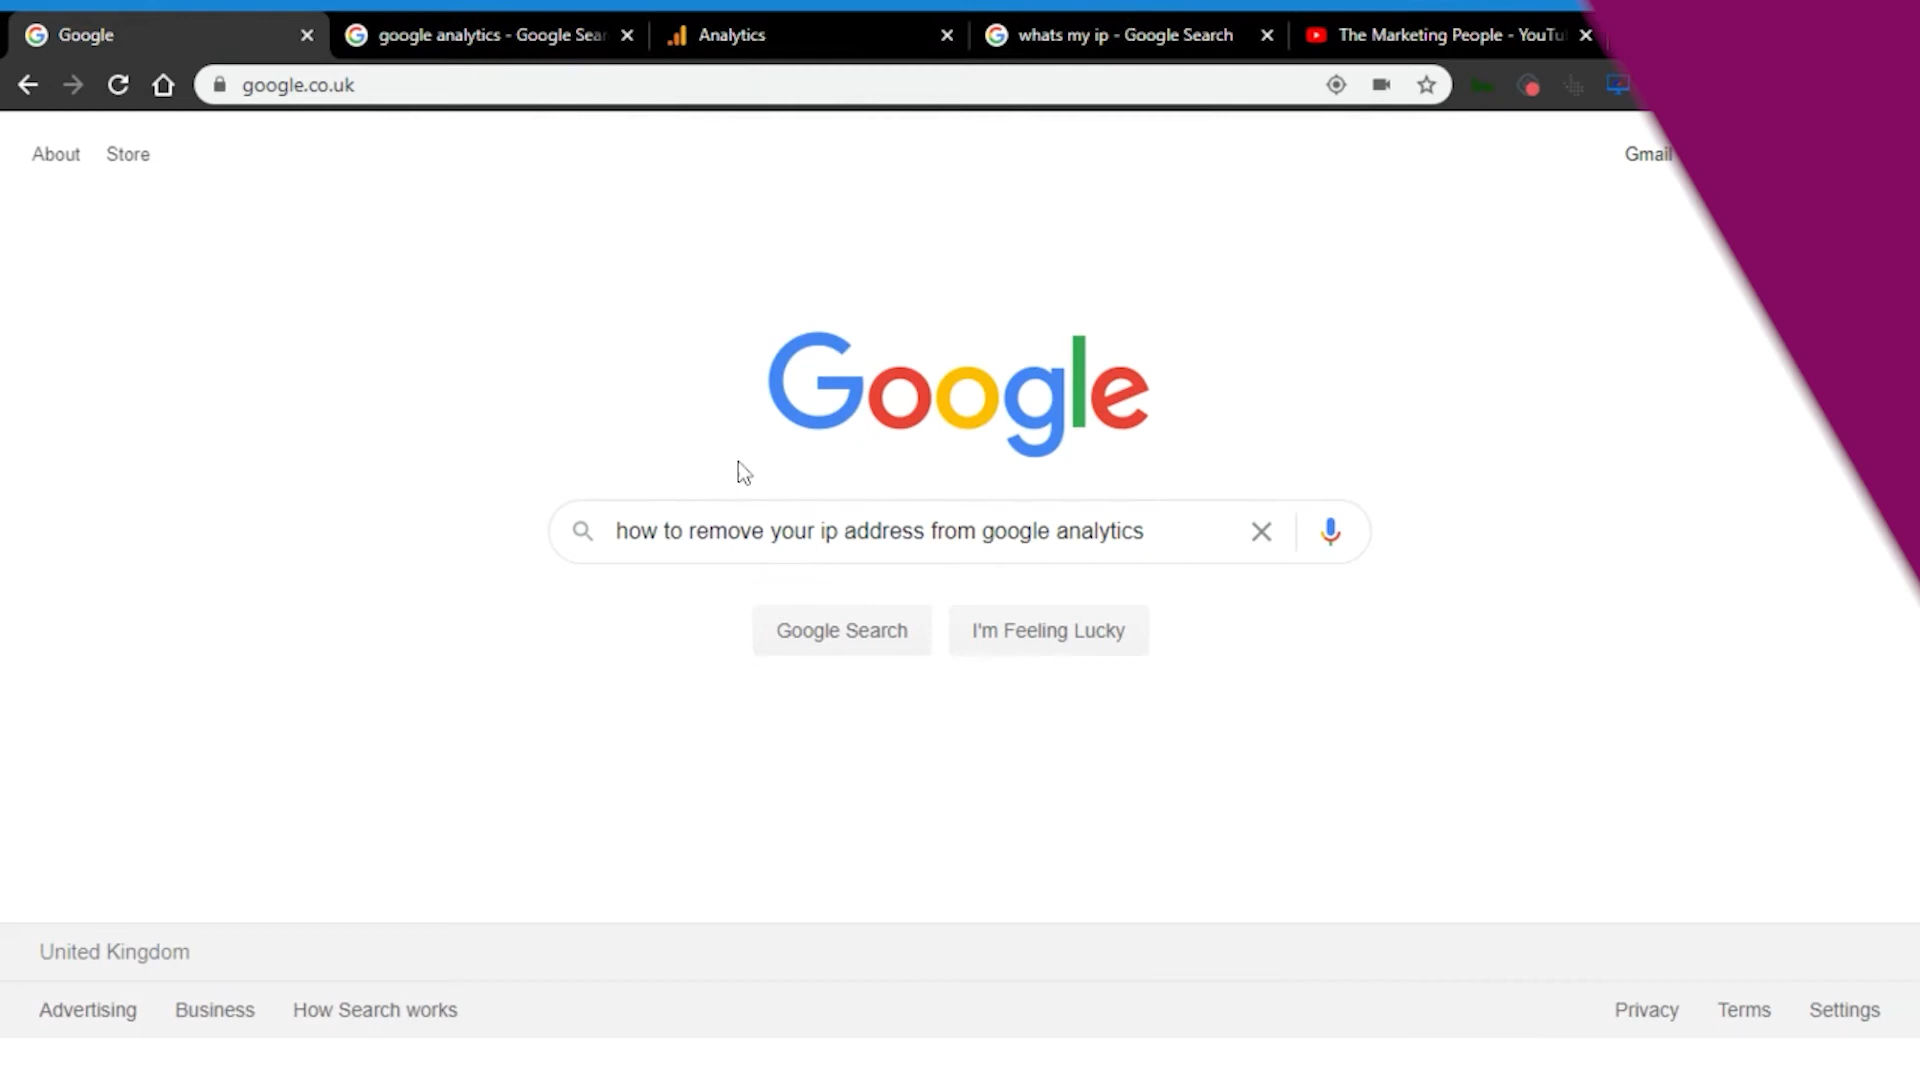 Google
google analytics - Google Sear
Analytics
whats my ip - Google Search
The Marketing People - YouTu
google.co.uk
About
Store
Gmail
Google
how to remove your ip address from google analytics
Google Search
I'm Feeling Lucky
United Kingdom
Advertising
Business
How Search works
Privacy
Terms
Settings